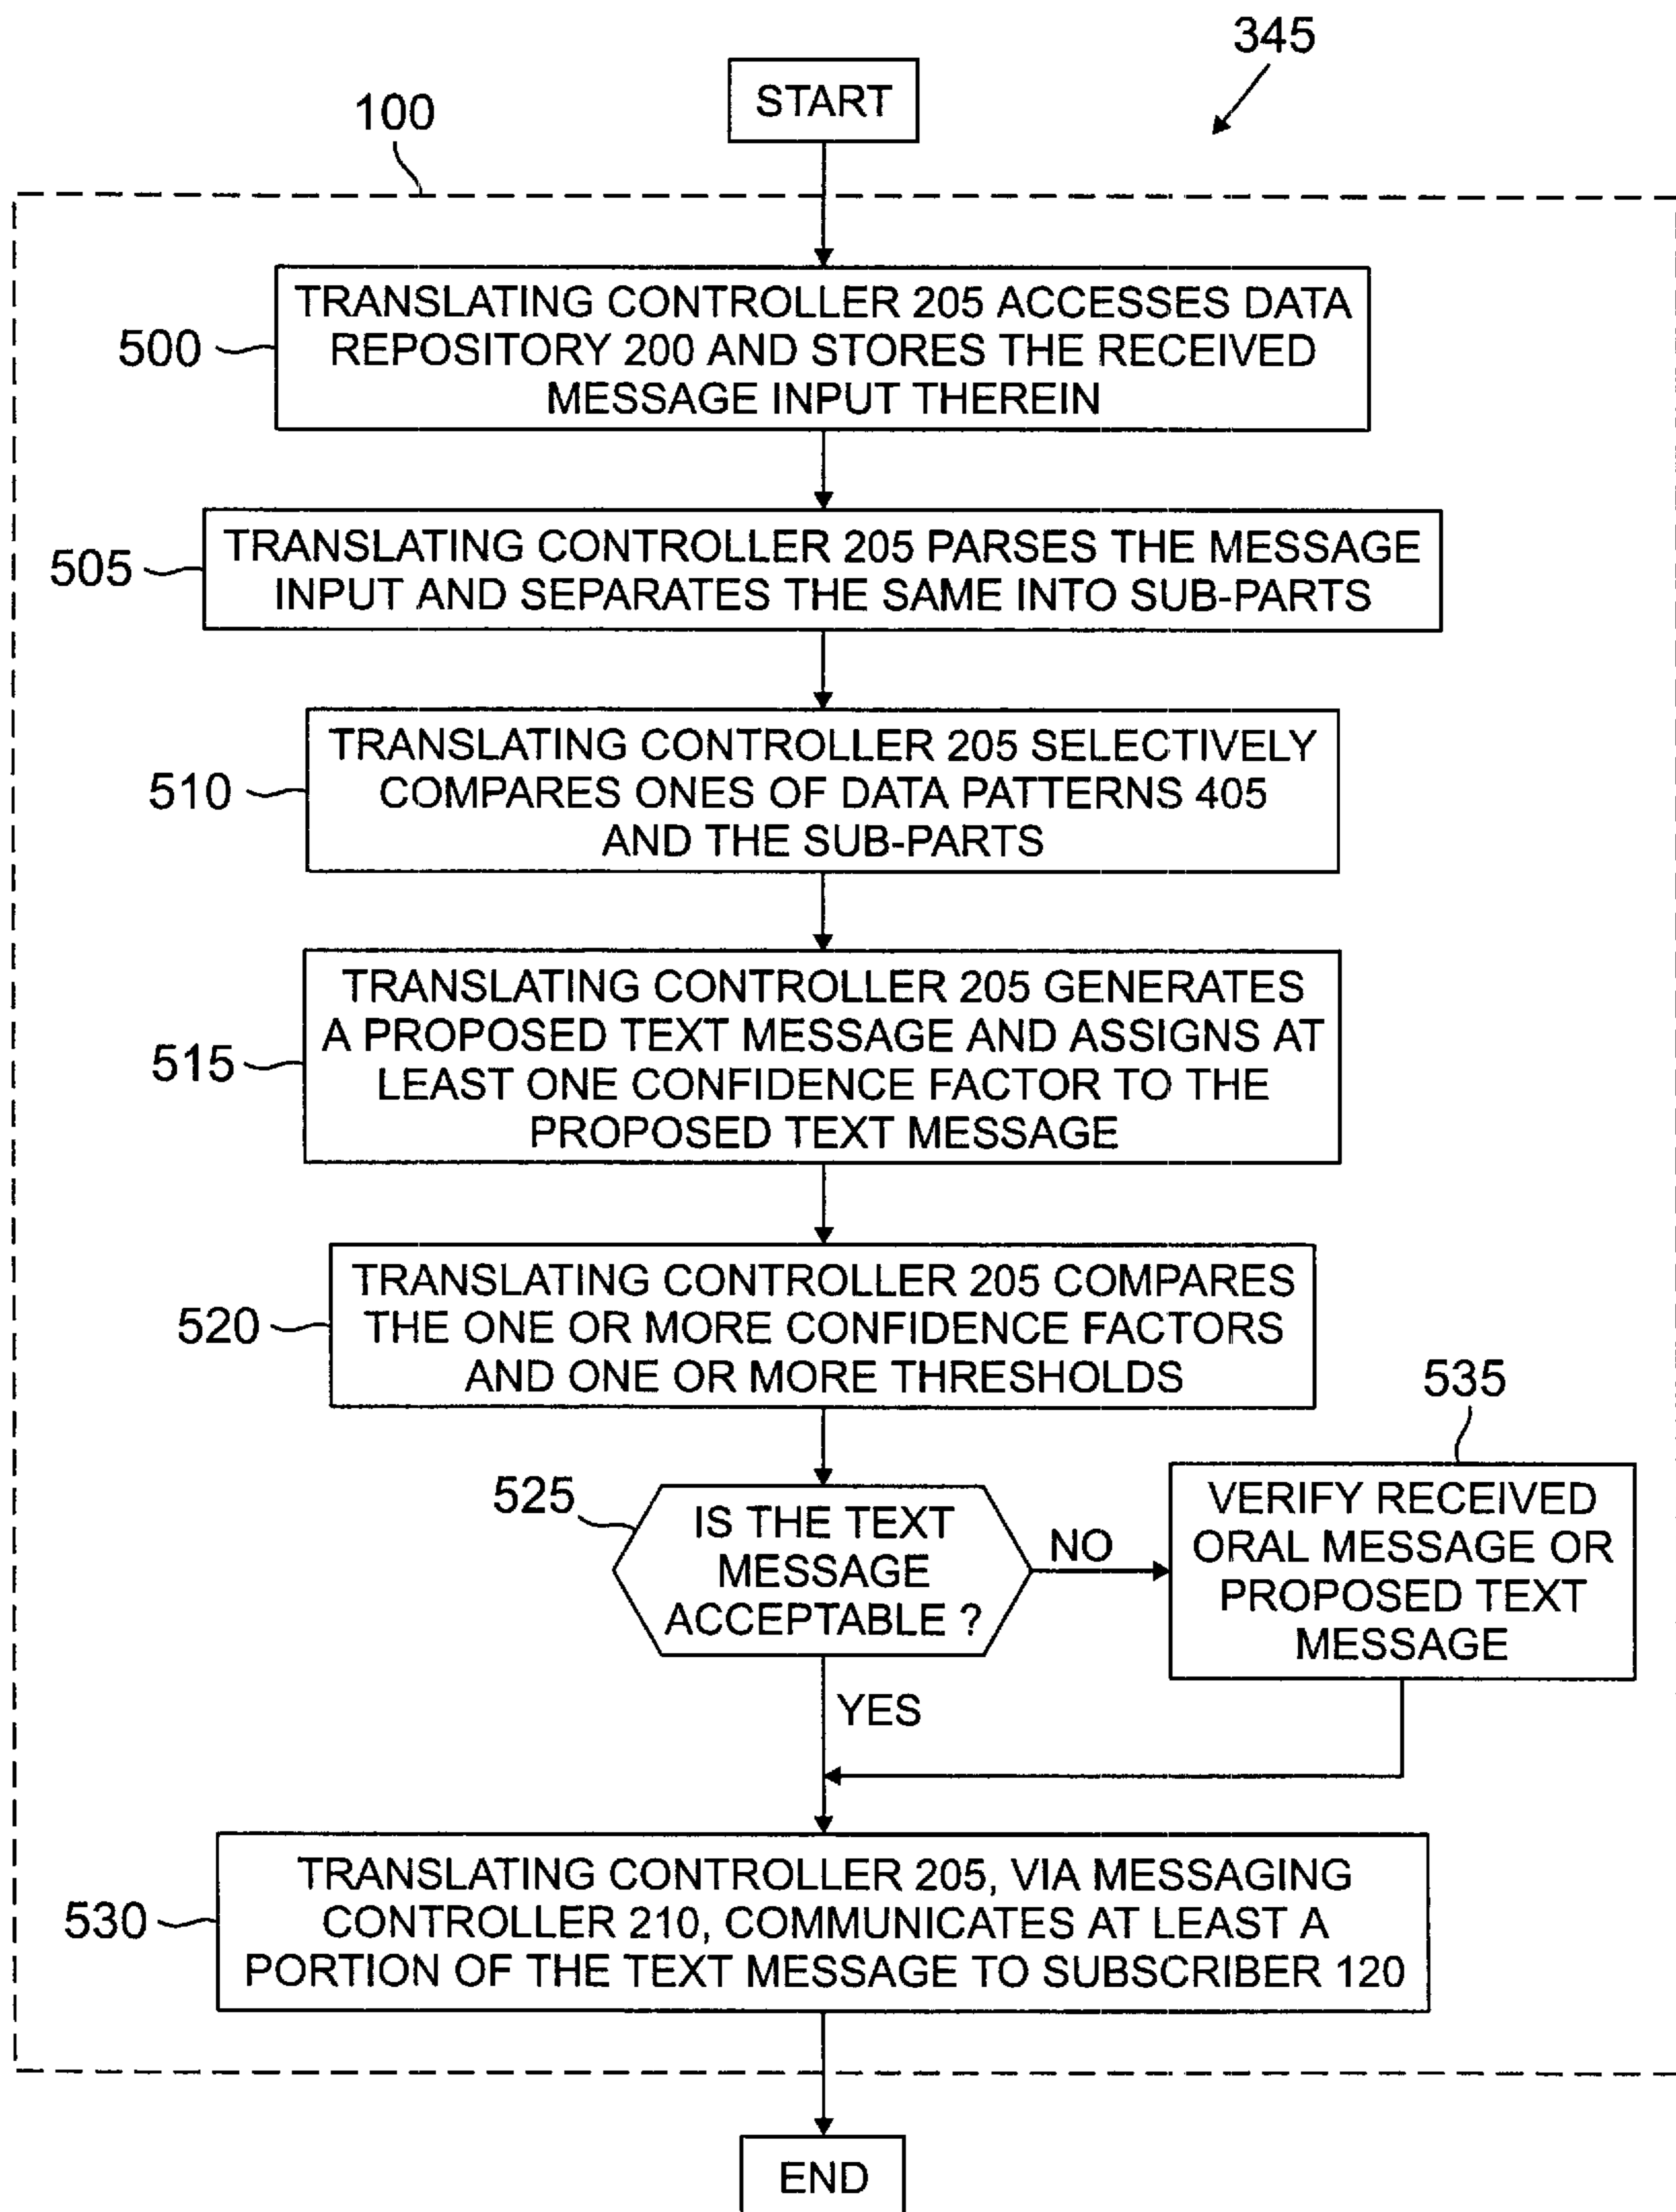 345
START
100
500
TRANSLATING CONTROLLER 205 ACCESSES DATA
REPOSITORY 200 AND STORES THE RECEIVED
MESSAGE INPUT THEREIN
505
TRANSLATING CONTROLLER 205 PARSES THE MESSAGE
INPUT AND SEPARATES THE SAME INTO SUB-PARTS
510
TRANSLATING CONTROLLER 205 SELECTIVELY
COMPARES ONES OF DATA PATTERNS 405
AND THE SUB-PARTS
515
TRANSLATING CONTROLLER 205 GENERATES
A PROPOSED TEXT MESSAGE AND ASSIGNS AT
LEAST ONE CONFIDENCE FACTOR TO THE
PROPOSED TEXT MESSAGE
520
TRANSLATING CONTROLLER 205 COMPARES
THE ONE OR MORE CONFIDENCE FACTORS
AND ONE OR MORE THRESHOLDS
525
IS THE TEXT
MESSAGE
ACCEPTABLE ?
NO
535
VERIFY RECEIVED
ORAL MESSAGE OR
PROPOSED TEXT
MESSAGE
YES
530
TRANSLATING CONTROLLER 205, VIA MESSAGING
CONTROLLER 210, COMMUNICATES AT LEAST A
PORTION OF THE TEXT MESSAGE TO SUBSCRIBER 120
END